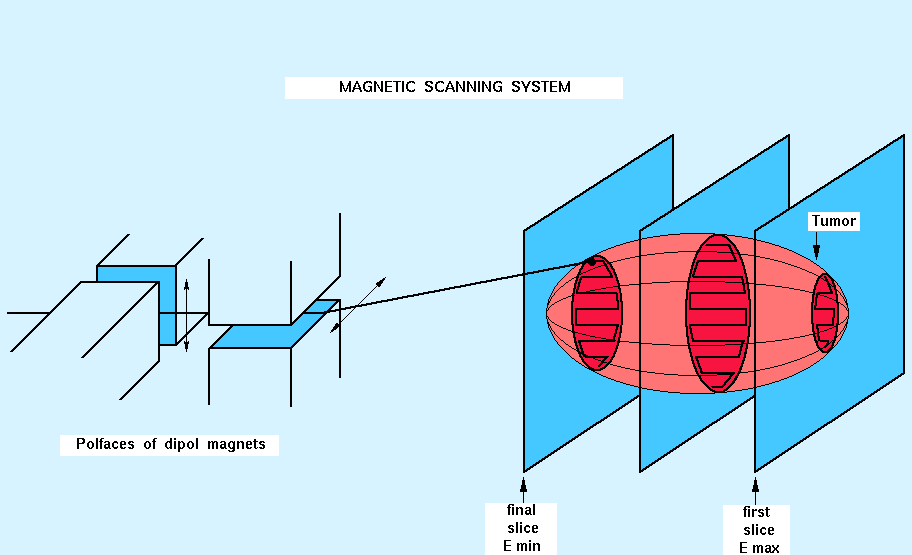 MAGNETIC SCANNING SYSTEM
Tumor
Polfaces of dipol magnets
final
slice
E min
first
slice
E max